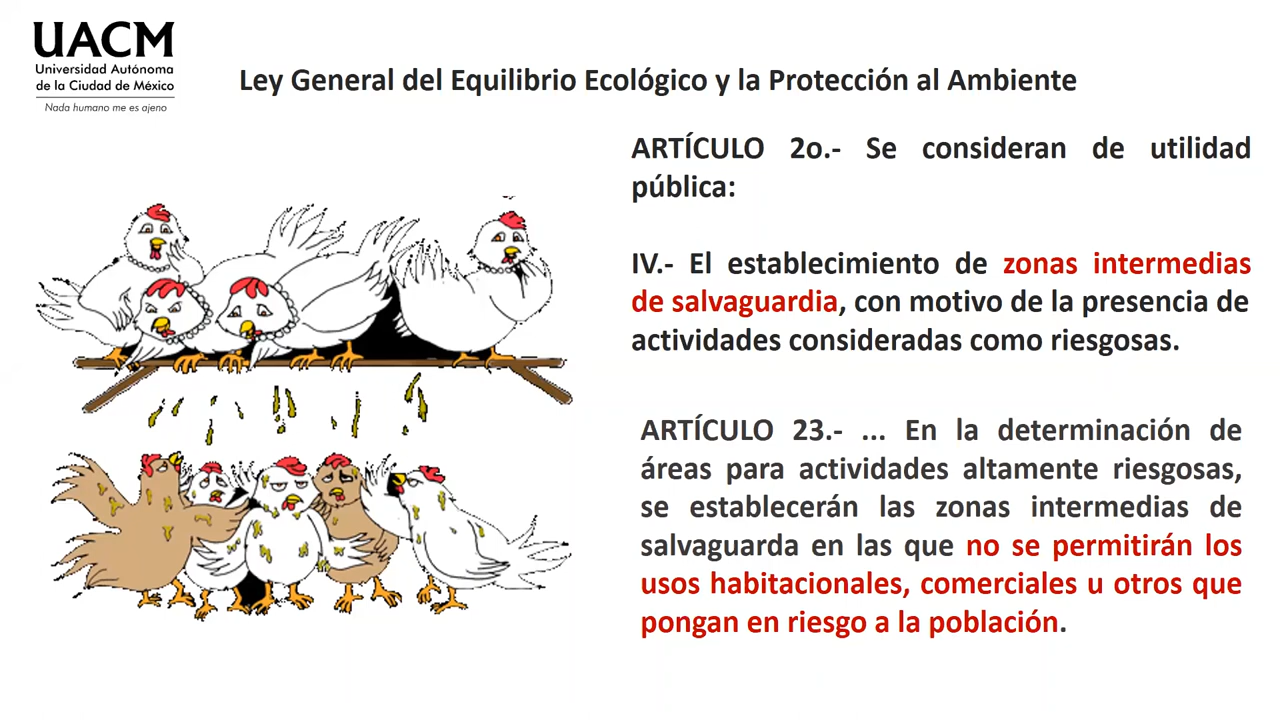 UACM
Universidad Autónoma
de la Ciudad de México
Nada humano me es ajeno
Ley General del Equilibrio Ecológico y la Protección al Ambiente
ARTÍCULO 2o.- Se consideran de utilidad
pública:
IV.- El establecimiento de zonas intermedias
de salvaguardia, con motivo de la presencia de
actividades consideradas como riesgosas.
ARTÍCULO 23.- ... En la determinación de
áreas para actividades altamente riesgosas,
se establecerán las zonas intermedias de
salvaguarda en las que no se permitirán los
usos habitacionales, comerciales u otros que
pongan en riesgo a la población.